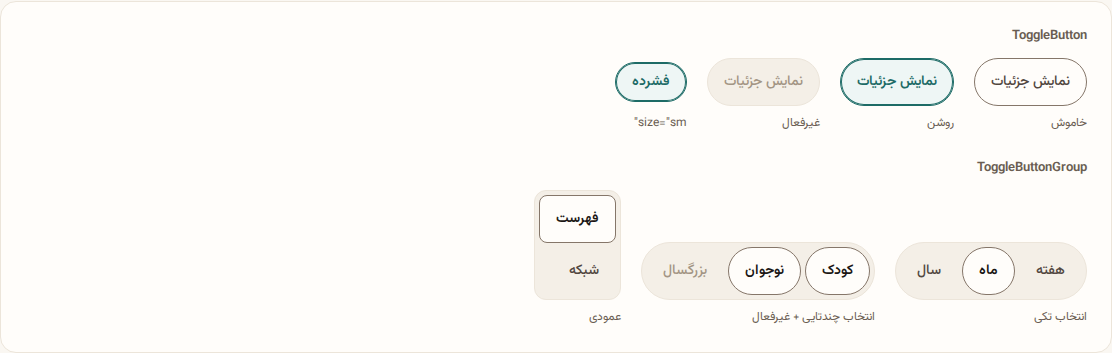 ToggleButton
نمایش جزئیات
نمایش جزئیات
نمایش جزئیات
فشرده
خاموش
روشن
غیرفعال
"size="sm
ToggleButtonGroup
هفته
ماه
سال
کودک
نوجوان
بزرگسال
فهرست
شبکه
انتخاب تکی
انتخاب چندتایی + غیرفعال
عمودی